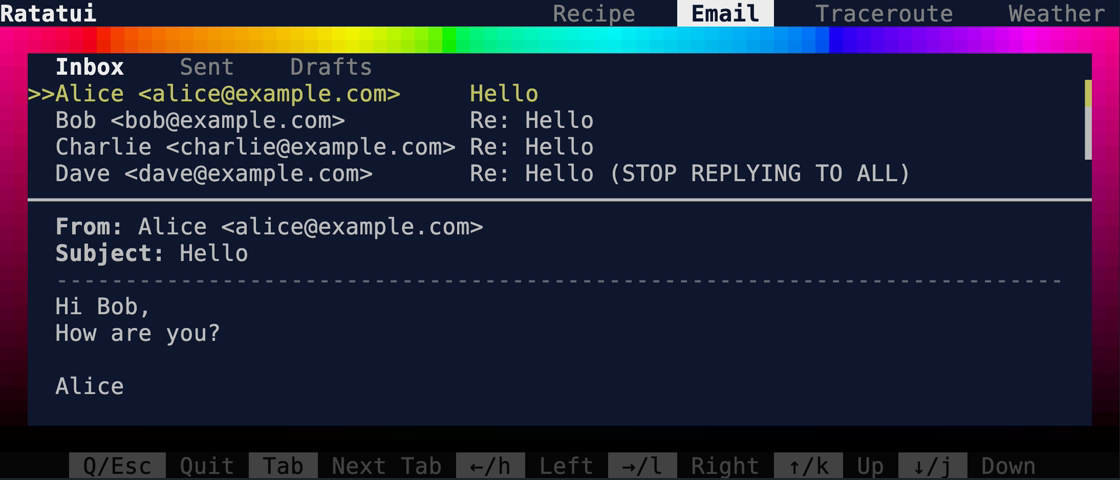 Ratatui Recipe Email Traceroute Weather
Inbox Sent Drafts
>>Alice <alice@example.com> Hello
Bob <bob@example.com> Re: Hello
Charlie <charlie@example.com> Re: Hello
Dave <dave@example.com> Re: Hello (STOP REPLYING TO ALL)
From: Alice <alice@example.com>
Subject: Hello
Hi Bob,
How are you?
Alice
Q/Esc Quit Tab Next Tab ←/h Left →/l Right ↑/k Up ↓/j Down